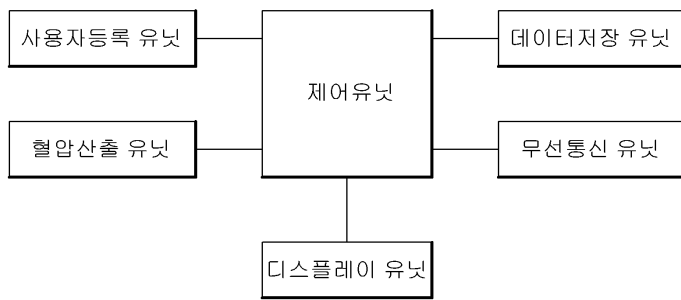 사용자등록 유닛
데이터저장 유닛
제어유닛
혈압산출 유닛
무선통신 유닛
디스플레이 유닛